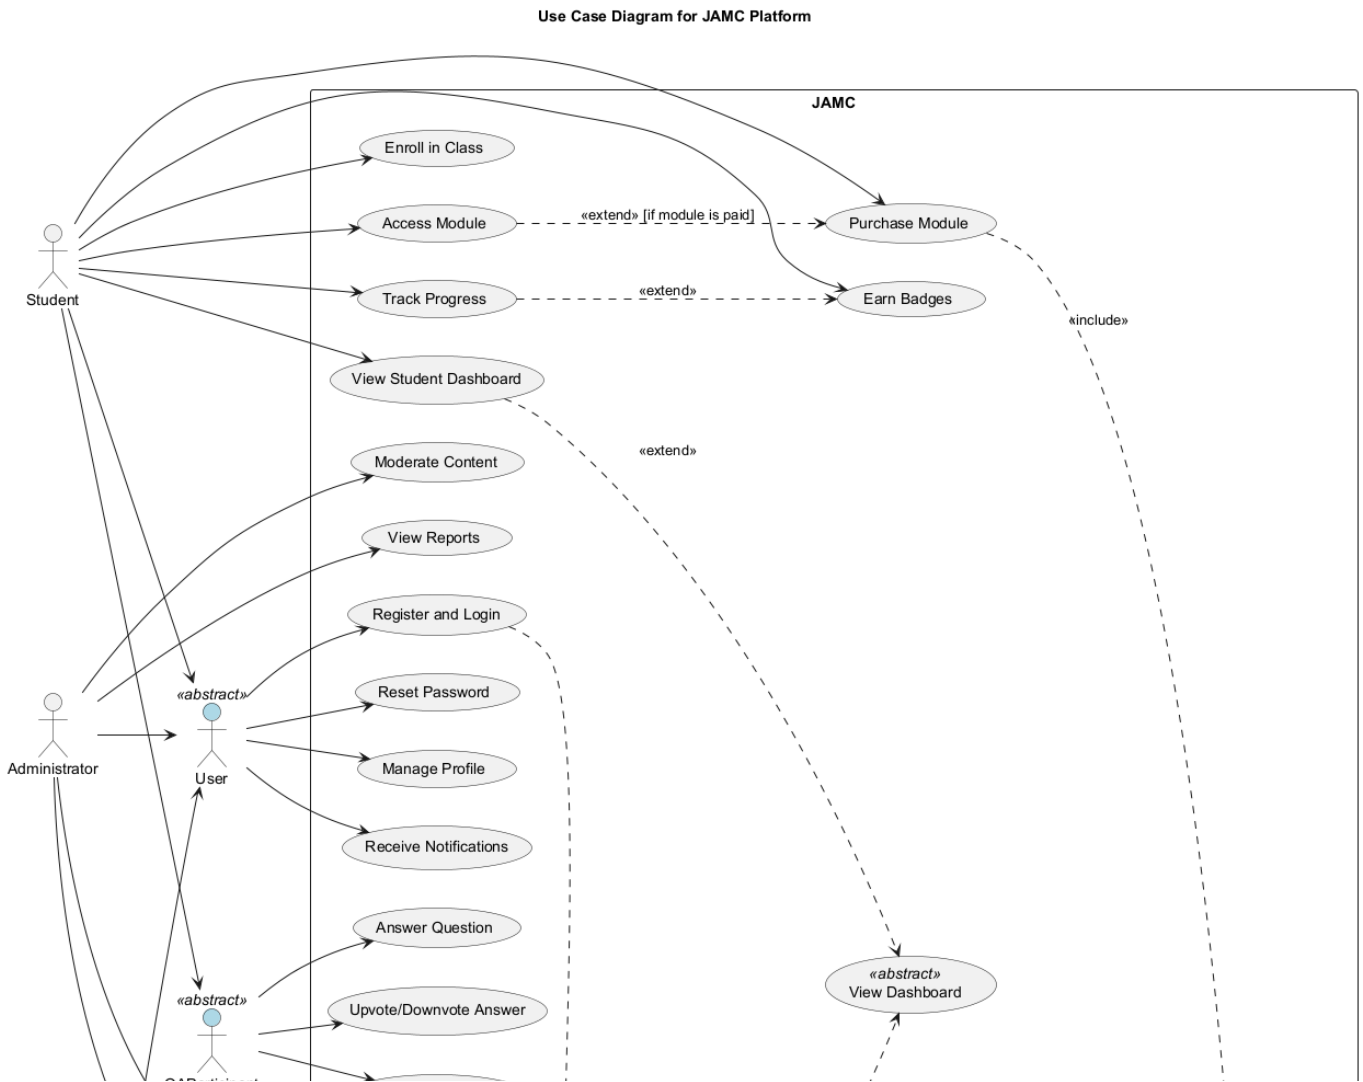 Use Case Diagram for JAMC Platform
JAMC
Enroll in Class
Access Module
«extend» [if module is paid]
Purchase Module
Student
Track Progress
«extend»
Earn Badges
«include»
View Student Dashboard
«extend»
Moderate Content
View Reports
Register and Login
«abstract»
User
Reset Password
Administrator
Manage Profile
Receive Notifications
Answer Question
«abstract»
View Dashboard
«abstract»
Upvote/Downvote Answer